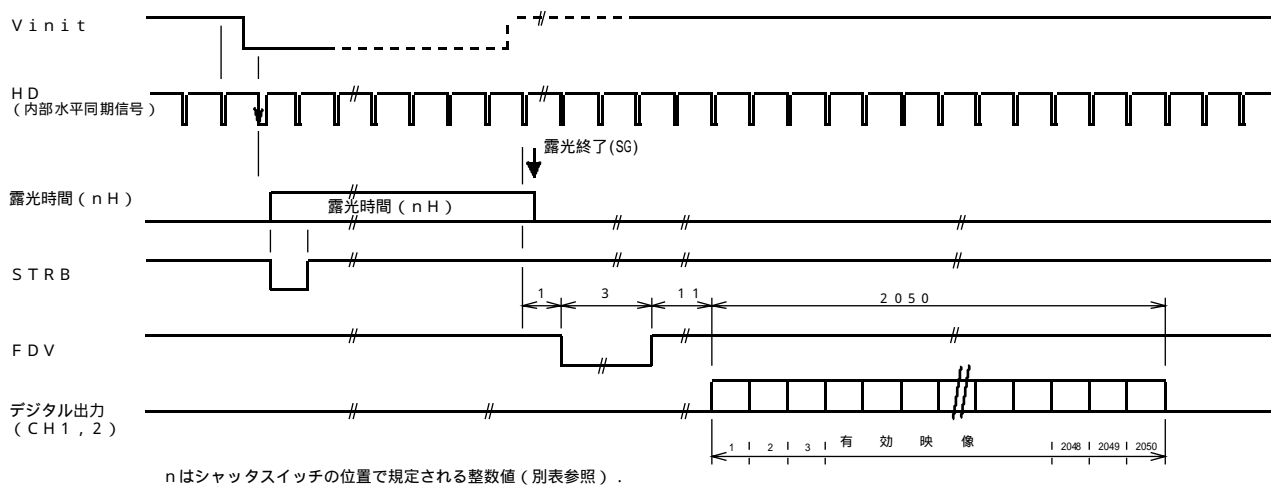 Vinit
HD
(内部水平同期信号)
露光終了(SG)
露光時間(nH)
露光時間(nH)
STRB
1 3 11 2050
FDV
デジタル出力
(CH1,2)
1 2 3 有効映像 2048 2049 2050
nはシャッタスイッチの位置で規定される整数値(別表参照).